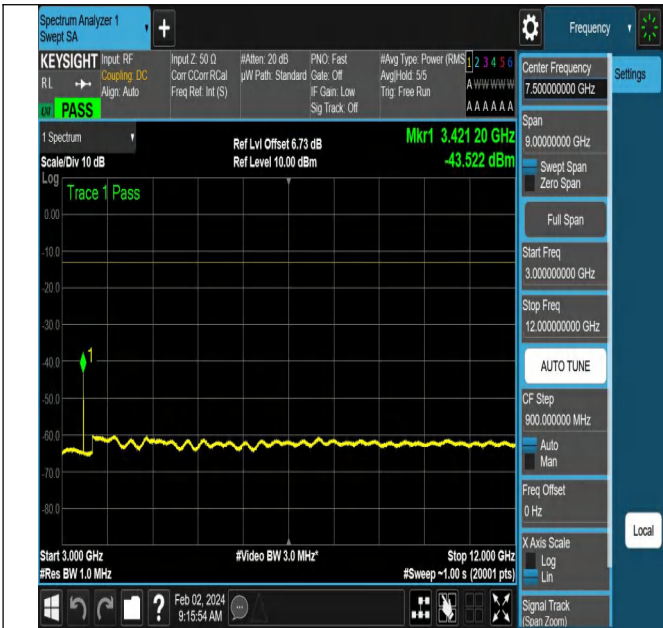 Spectrum Analyzer 1
Swept SA
+
Frequency
KEYSIGHT
RL
Input: RF
Coupling: DC
Align: Auto
Input Z: 50 Ω
Corr CCorr RCal
Freq Ref: Int (S)
#Atten: 20 dB
µW Path: Standard
PNO: Fast
Gate: Off
IF Gain: Low
Sig Track: Off
#Avg Type: Power (RMS
Avg|Hold: 5/5
Trig: Free Run
1 2 3 4 5 6
A W W W W W
A A A A A A
PASS
1 Spectrum
Scale/Div 10 dB
Ref Lvl Offset 6.73 dB
Ref Level 10.00 dBm
Mkr1 3.421 20 GHz
-43.522 dBm
Log
Trace 1 Pass
0.00
-10.0
-20.0
-30.0
1
-40.0
-50.0
-60.0
-70.0
-80.0
Start 3.000 GHz
#Res BW 1.0 MHz
#Video BW 3.0 MHz*
Stop 12.000 GHz
#Sweep ~1.00 s (20001 pts)
?
Feb 02, 2024
9:15:54 AM
Center Frequency
7.50000000 GHz
Settings
Span
9.00000000 GHz
Swept Span
Zero Span
Full Span
Start Freq
3.000000000 GHz
Stop Freq
12.000000000 GHz
AUTO TUNE
CF Step
900.000000 MHz
Auto
Man
Freq Offset
0 Hz
Local
X Axis Scale
Log
Lin
Signal Track
(Span Zoom)